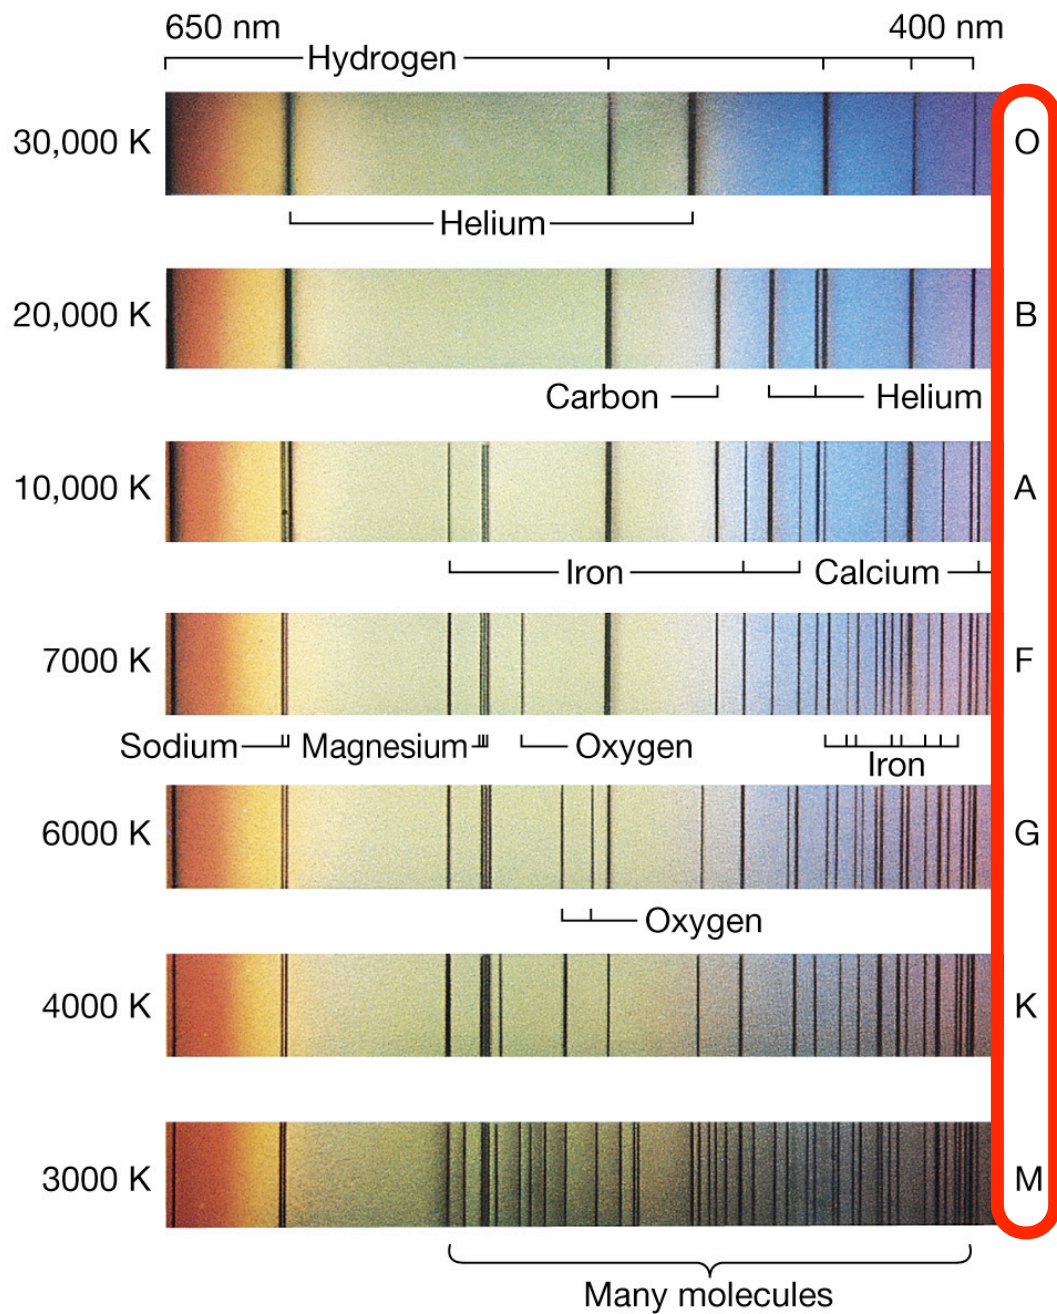 650 nm 400 nm
Hydrogen
30,000 K O
Helium
20,000 K B
Carbon Helium
10,000 K A
Iron Calcium
7000 K F
Sodium Magnesium Oxygen
Iron
6000 K G
Oxygen
4000 K K
3000 K M
Many molecules